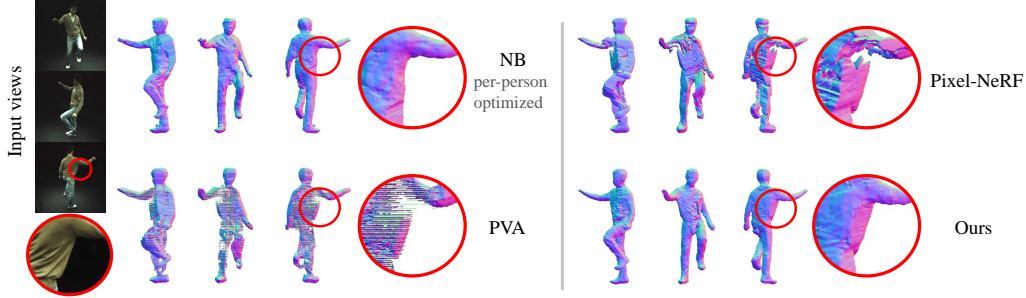 Input views
NB
per-person
optimized
Pixel-NeRF
PVA
Ours